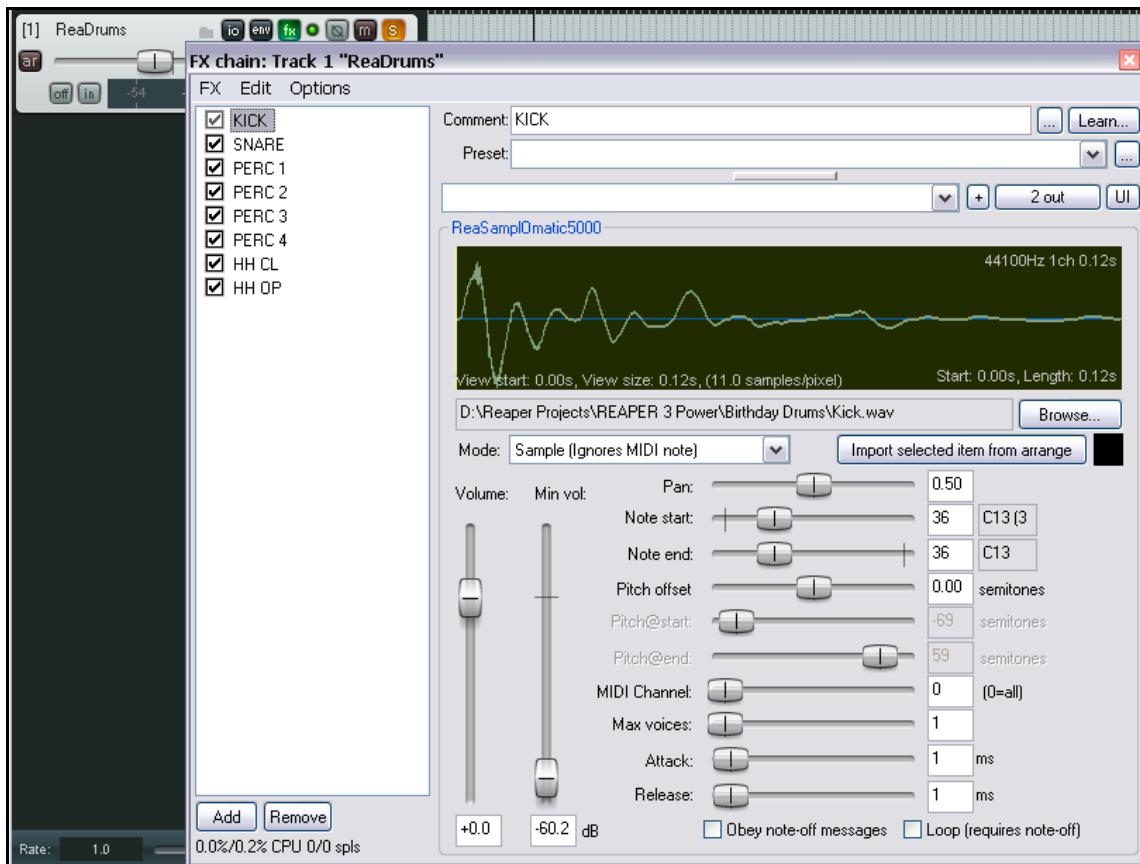 [1] ReaDrums io env fx m s
ar
off in -54
FX chain: Track 1 "ReaDrums"
FX Edit Options
KICK
SNARE
PERC 1
PERC 2
PERC 3
PERC 4
HH CL
HH OP
Add Remove
0.0%/0.2% CPU 0/0 spls
Rate: 1.0
Comment: KICK ... Learn...
Preset: ...
+ 2 out UI
ReaSamplOmatic5000
44100Hz 1ch 0.12s
View start: 0.00s, View size: 0.12s, (11.0 samples/pixel) Start: 0.00s, Length: 0.12s
D:\Reaper Projects\REAPER 3 Power\Birthday Drums\Kick.wav Browse...
Mode: Sample (Ignores MIDI note) Import selected item from arrange
Volume: Min vol:
+0.0 -60.2 dB
Pan: 0.50
Note start: 36 C13 (3
Note end: 36 C13
Pitch offset 0.00 semitones
Pitch@start: -69 semitones
Pitch@end: 59 semitones
MIDI Channel: 0 (0=all)
Max voices: 1
Attack: 1 ms
Release: 1 ms
Obey note-off messages Loop (requires note-off)